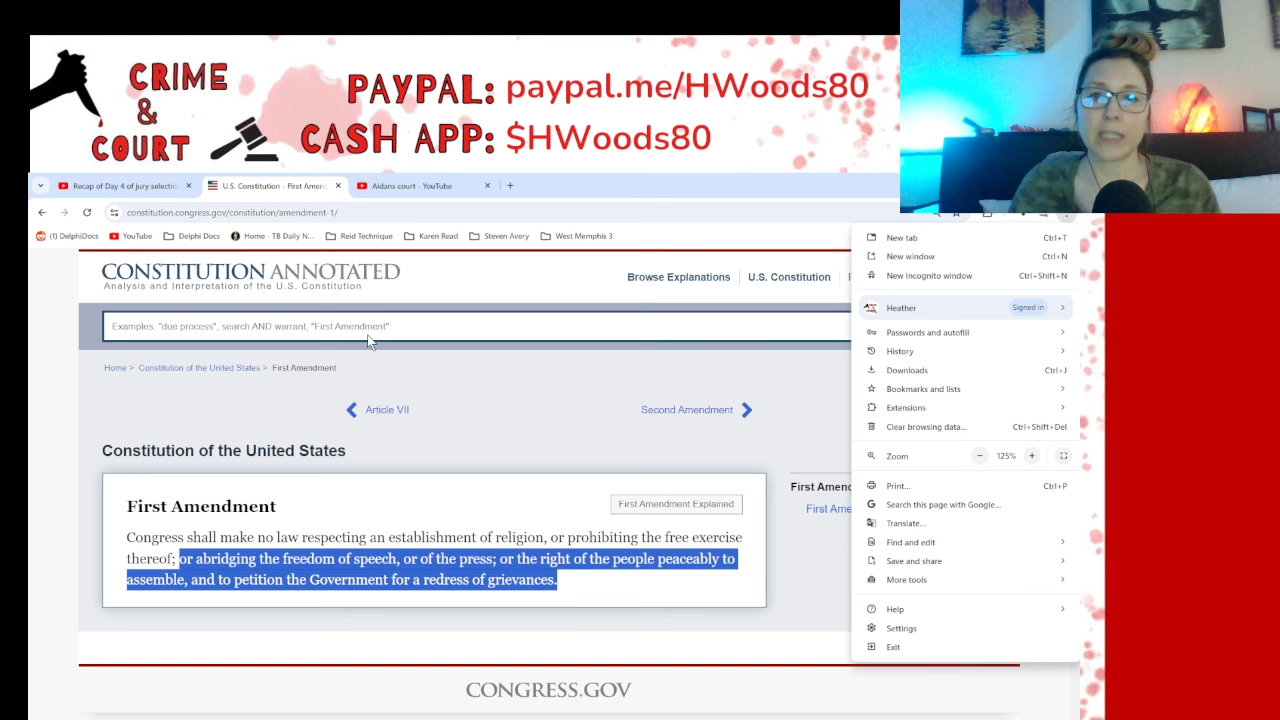 CRIME
&
COURT
PAYPAL: paypal.me/HWoods80
CASH APP: $HWoods80
Recap of Day 4 of jury selectio
U.S. Constitution - First Amen
Aidans court - YouTube
constitution.congress.gov/constitution/amendment-1/
(1) DelphiDocs
YouTube
Delphi Docs
Home - TB Daily N...
Reid Technique
Karen Read
Steven Avery
West Memphis 3
CONSTITUTION ANNOTATED
Analysis and Interpretation of the U.S. Constitution
Browse Explanations
U.S. Constitution
Examples: "due process", search AND warrant, "First Amendment"
Home > Constitution of the United States > First Amendment
Article VII
Second Amendment
Constitution of the United States
First Amendment
First Amendment Explained
Congress shall make no law respecting an establishment of religion, or prohibiting the free exercise
thereof; or abridging the freedom of speech, or of the press; or the right of the people peaceably to
assemble, and to petition the Government for a redress of grievances.
First Amen
First Ame
CONGRESS.GOV
New tab Ctrl+T
New window Ctrl+N
New Incognito window Ctrl+Shift+N
Heather Signed in
Passwords and autofill
History
Downloads Ctrl+J
Bookmarks and lists
Extensions
Clear browsing data... Ctrl+Shift+Del
Zoom − 125% +
Print... Ctrl+P
Search this page with Google...
Translate...
Find and edit
Save and share
More tools
Help
Settings
Exit